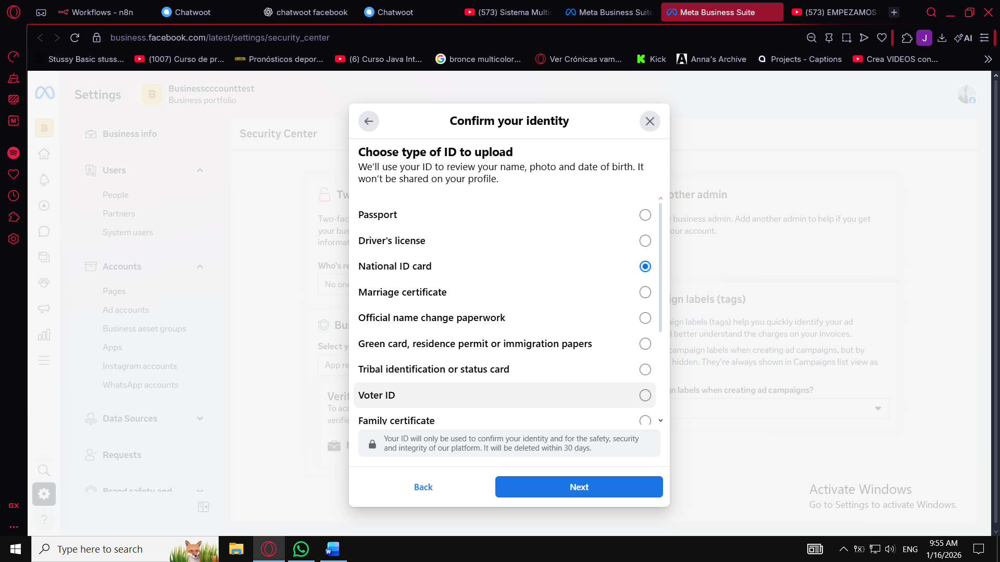 Workflows - n8n
Chatwoot
chatwoot facebook
Chatwoot
(573) Sistema Multi
Meta Business Suite
Meta Business Suite
(573) EMPEZAMOS
business.facebook.com/latest/settings/security_center
J
AI
Stussy Basic stuss...
(1007) Curso de pr...
Pronósticos depor...
(6) Curso Java Int...
bronce multicolor...
Ver Crónicas vam...
Kick
Anna's Archive
Projects - Captions
Crea VIDEOS con...
Settings
B
Businesscccounttest
Business portfolio
B
Business info
Users
People
Partners
System users
Accounts
Pages
Ad accounts
Business asset groups
Apps
Instagram accounts
WhatsApp accounts
Data Sources
Requests
Brand safety and
Security Center
Tw
Two-fac
your bus
informat
Who's re
No one
Bus
Select y
App re
Verif
To acc
verifie
Confirm your identity
Choose type of ID to upload
We'll use your ID to review your name, photo and date of birth. It
won't be shared on your profile.
Passport
Driver's license
National ID card
Marriage certificate
Official name change paperwork
Green card, residence permit or immigration papers
Tribal identification or status card
Voter ID
Family certificate
Your ID will only be used to confirm your identity and for the safety, security
and integrity of our platform. It will be deleted within 30 days.
Back
Next
other admin
business admin. Add another admin to help if you get
our account.
gn labels (tags)
aign labels (tags) help you quickly identify your ad
d better understand the charges on your invoices.
campaign labels when creating ad campaigns, but by
hidden. They're always shown in Campaigns list view as
gn labels when creating ad campaigns?
Activate Windows
Go to Settings to activate Windows.
GX
Type here to search
ENG
9:55 AM
1/16/2026